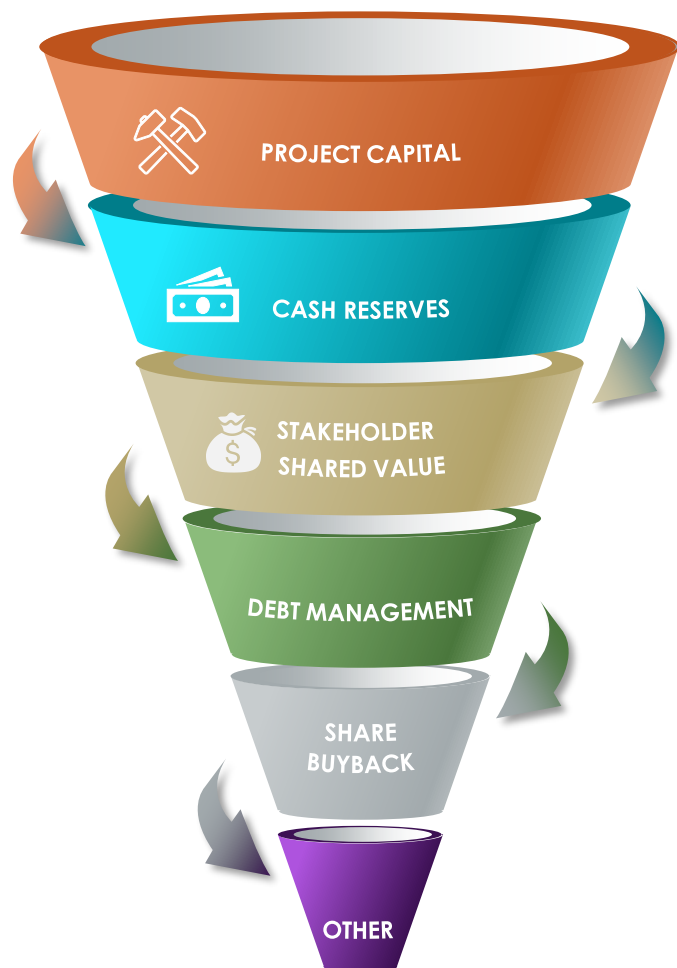 PROJECT CAPITAL
CASH RESERVES
STAKEHOLDER
SHARED VALUE
$
DEBT MANAGEMENT
SHARE
BUYBACK
OTHER